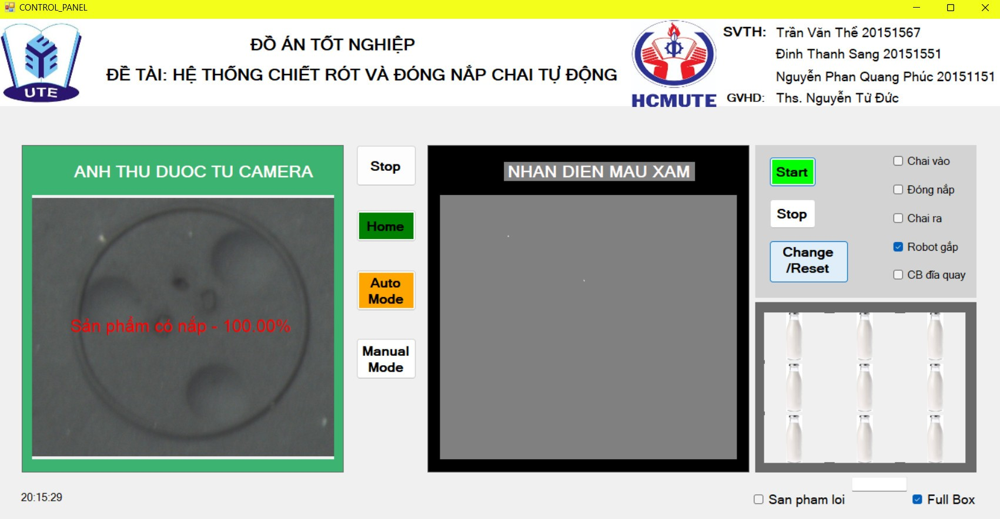 CONTROL_PANEL
UTE
ĐỒ ÁN TỐT NGHIỆP
ĐỀ TÀI: HỆ THỐNG CHIẾT RÓT VÀ ĐÓNG NẮP CHAI TỰ ĐỘNG
HCMUTE
SVTH: Trần Văn Thể 20151567
Đinh Thanh Sang 20151551
Nguyễn Phan Quang Phúc 20151151
GVHD: Ths. Nguyễn Tử Đức
ANH THU DUOC TU CAMERA
Sản phẩm có nắp - 100.00%
Stop
Home
Auto
Mode
Manual
Mode
NHAN DIEN MAU XAM
Start
Stop
Change
/Reset
Chai vào
Đóng nắp
Chai ra
Robot gắp
CB đĩa quay
20:15:29
San pham loi
Full Box